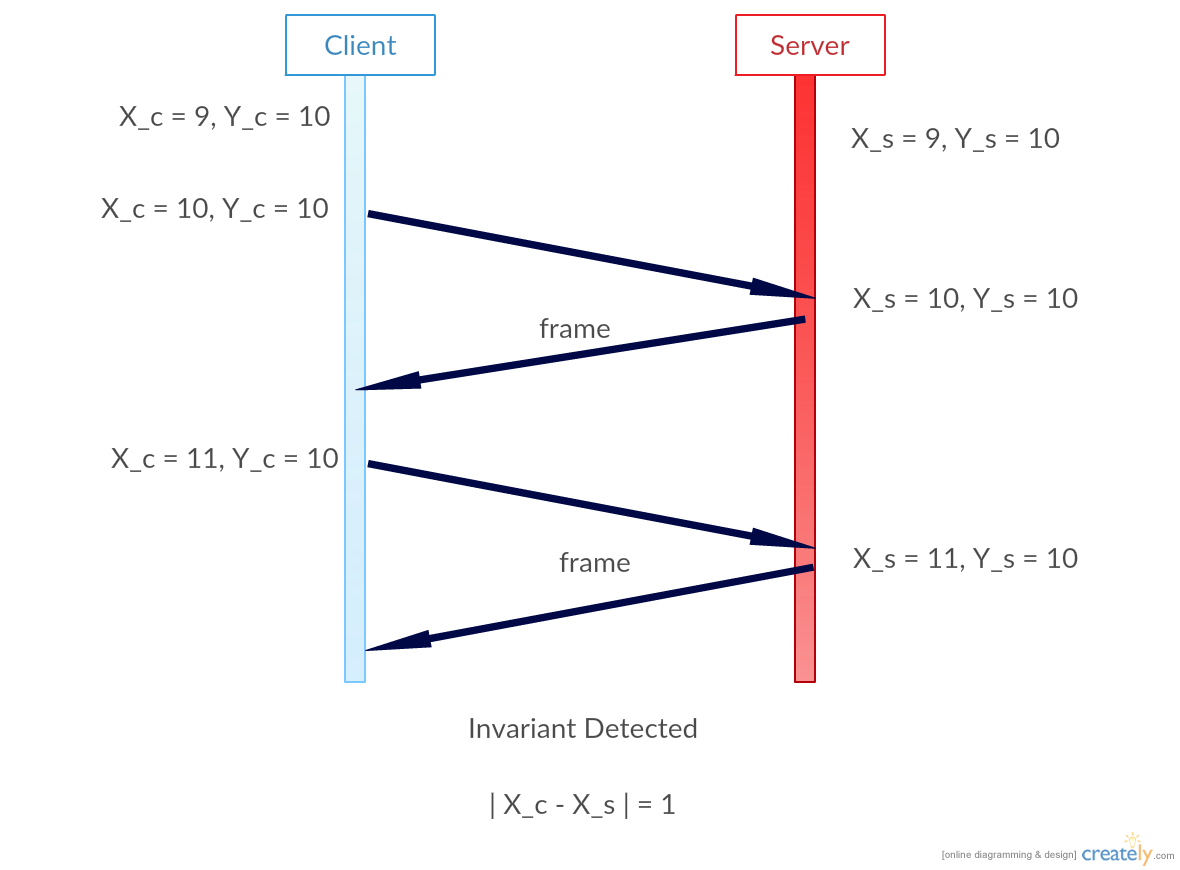 Client
Server
X_c = 9, Y_c = 10
X_s = 9, Y_s = 10
X_c = 10, Y_c = 10
X_s = 10, Y_s = 10
frame
X_c = 11, Y_c = 10
X_s = 11, Y_s = 10
frame
Invariant Detected
| X_c - X_s | = 1
[online diagramming & design] creately.com